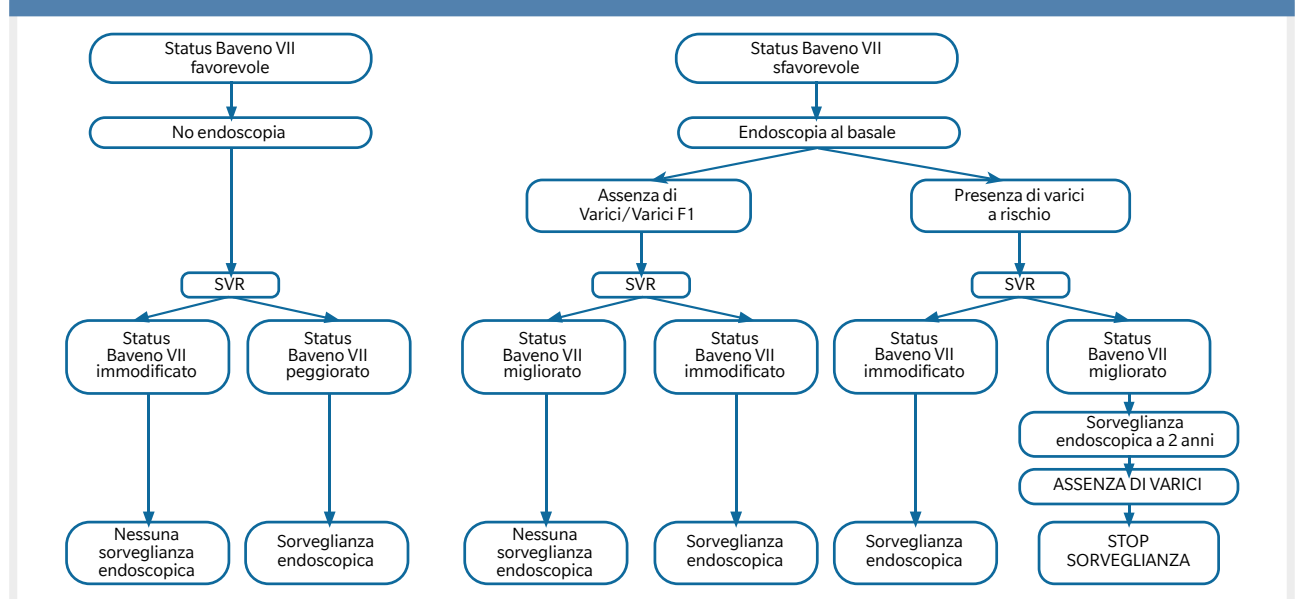 Status Baveno VII
favorevole
Status Baveno VII
sfavorevole
No endoscopia
Endoscopia al basale
Assenza di
Varici/Varici F1
Presenza di varici
a rischio
SVR
SVR
SVR
Status
Baveno VII
immodificato
Status
Baveno VII
peggiorato
Status
Baveno VII
migliorato
Status
Baveno VII
immodificato
Status
Baveno VII
immodificato
Status
Baveno VII
migliorato
Sorveglianza
endoscopica a 2 anni
ASSENZA DI VARICI
Nessuna
sorveglianza
endoscopica
Sorveglianza
endoscopica
Nessuna
sorveglianza
endoscopica
Sorveglianza
endoscopica
Sorveglianza
endoscopica
STOP
SORVEGLIANZA